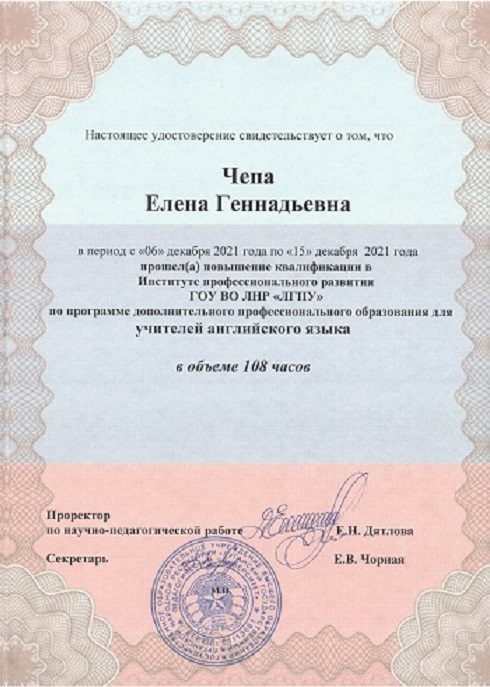 Настоящее удостоверение свидетельствует о том, что
Чепа
Елена Геннадьевна
в период с «06» декабря 2021 года по «15» декабря 2021 года
прошел(а) повышение квалификации в
Институте профессионального развития
ГОУ ВО ЛНР «ЛГПУ»
по программе дополнительного профессионального образования для
учителей английского языка
в объеме 108 часов
Проректор
по научно-педагогической работе Е.Н. Дятлова
Секретарь Е.В. Чорная
М.П.